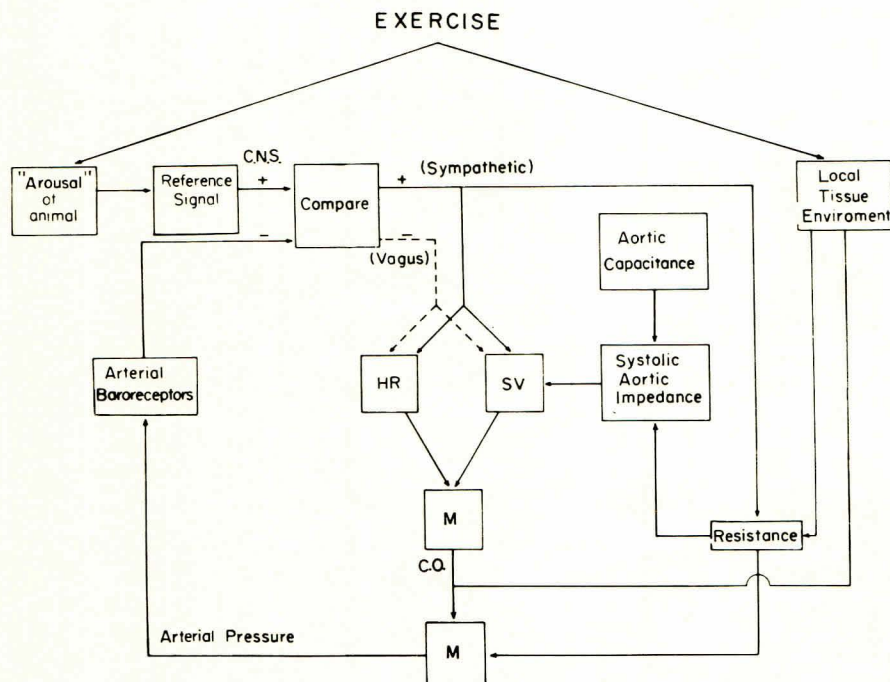 EXERCISE
"Arousal"
of
animal
Reference
Signal
C.N.S.
+
-
Compare
+
(Sympathetic)
-
(Vagus)
Local
Tissue
Enviroment
Aortic
Capacitance
Arterial
Baroreceptors
HR
SV
Systolic
Aortic
Impedance
M
Resistance
C.O.
Arterial Pressure
M